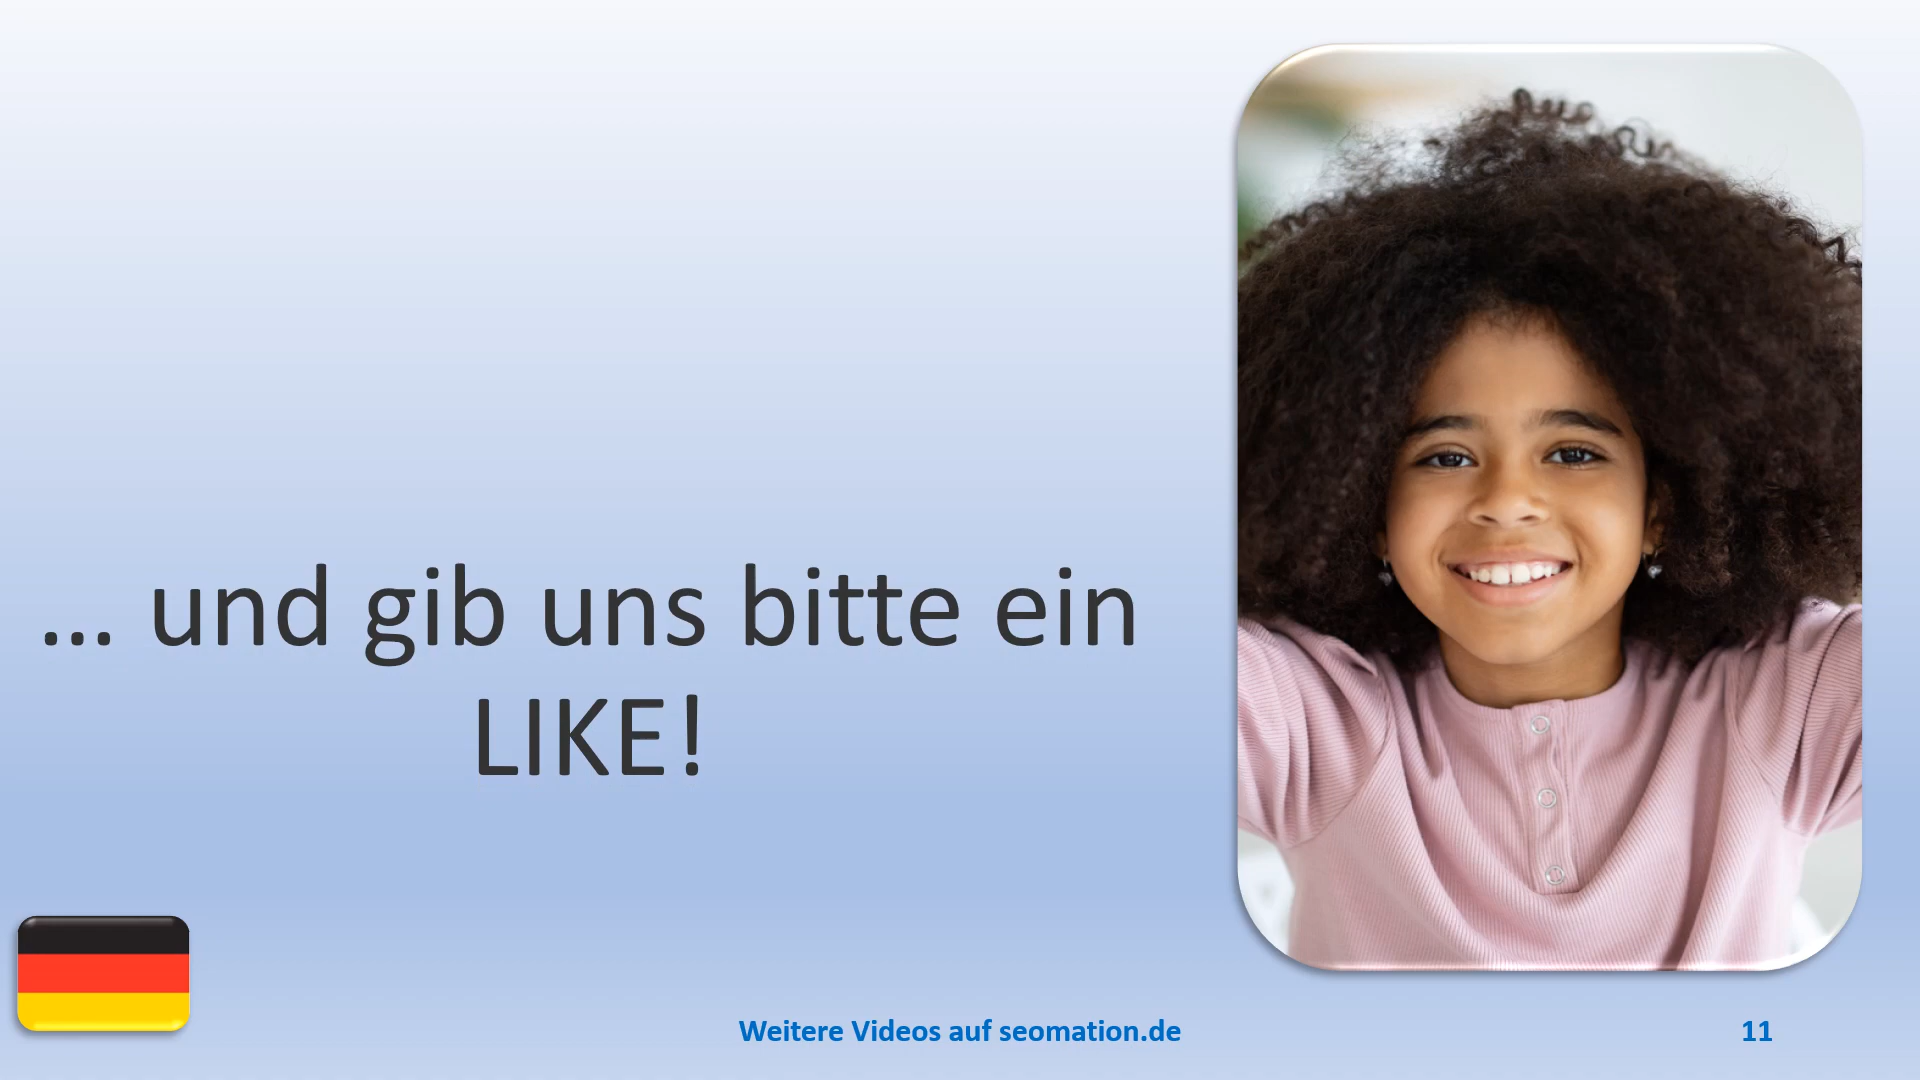 ... und gib uns bitte ein
LIKE!
Weitere Videos auf seomation.de
11